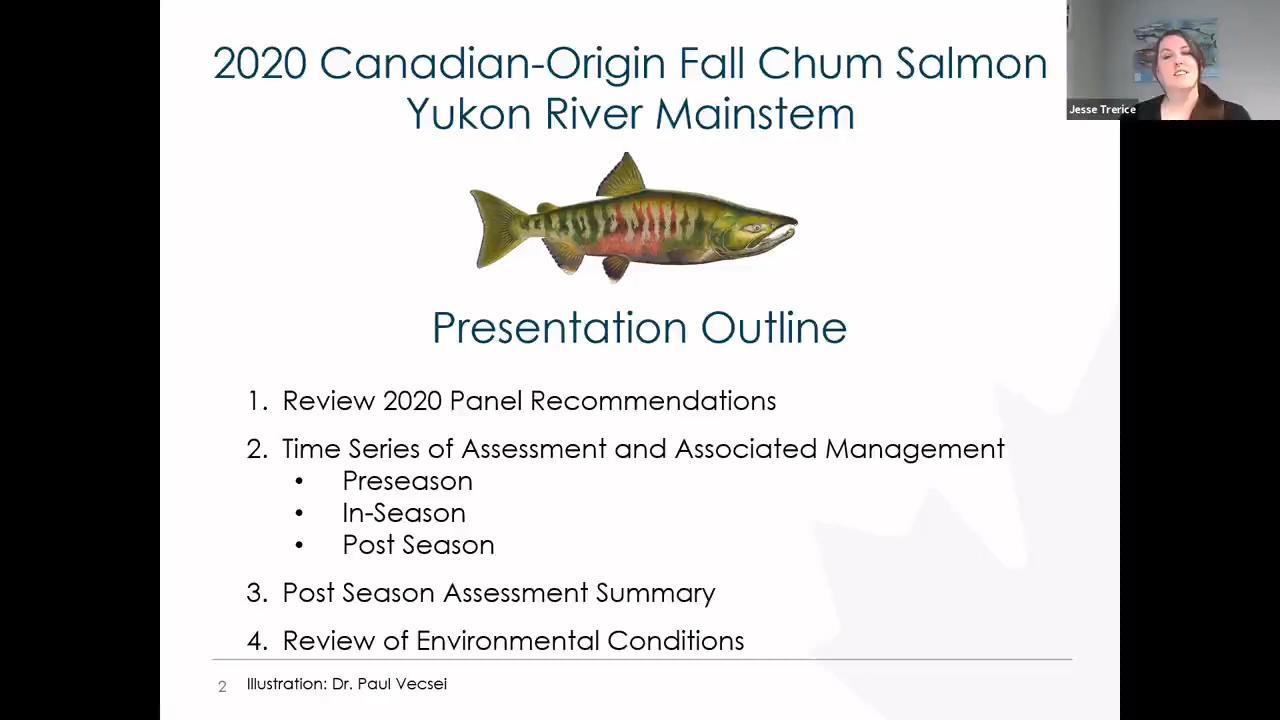 2020 Canadian-Origin Fall Chum Salmon
Yukon River Mainstem
Jesse Trerice
Presentation Outline
1. Review 2020 Panel Recommendations
2. Time Series of Assessment and Associated Management
• Preseason
• In-Season
• Post Season
3. Post Season Assessment Summary
4. Review of Environmental Conditions
2 Illustration: Dr. Paul Vecsei